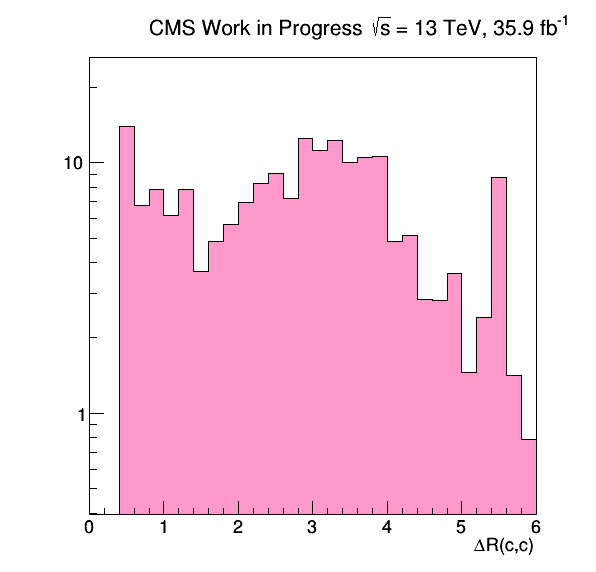 CMS Work in Progress √s = 13 TeV, 35.9 fb⁻¹
10
1
0 1 2 3 4 5 6
ΔR(c,c)